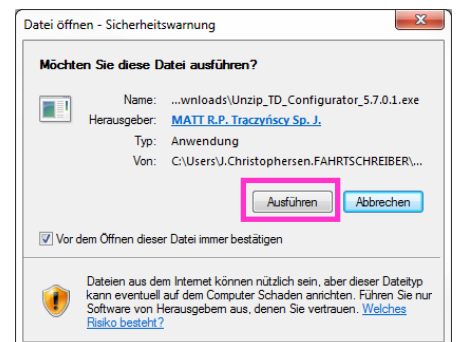 Datei öffnen - Sicherheitswarnung
Möchten Sie diese Datei ausführen?
Name: ...wnloads\Unzip_TD_Configurator_5.7.0.1.exe
Herausgeber: MATT R.P. Trączyńscy Sp. J.
Typ: Anwendung
Von: C:\Users\J.Christophersen.FAHRTSCHREIBER\...
Ausführen Abbrechen
Vor dem Öffnen dieser Datei immer bestätigen
Dateien aus dem Internet können nützlich sein, aber dieser Dateityp
kann eventuell auf dem Computer Schaden anrichten. Führen Sie nur
Software von Herausgebern aus, denen Sie vertrauen. Welches
Risiko besteht?